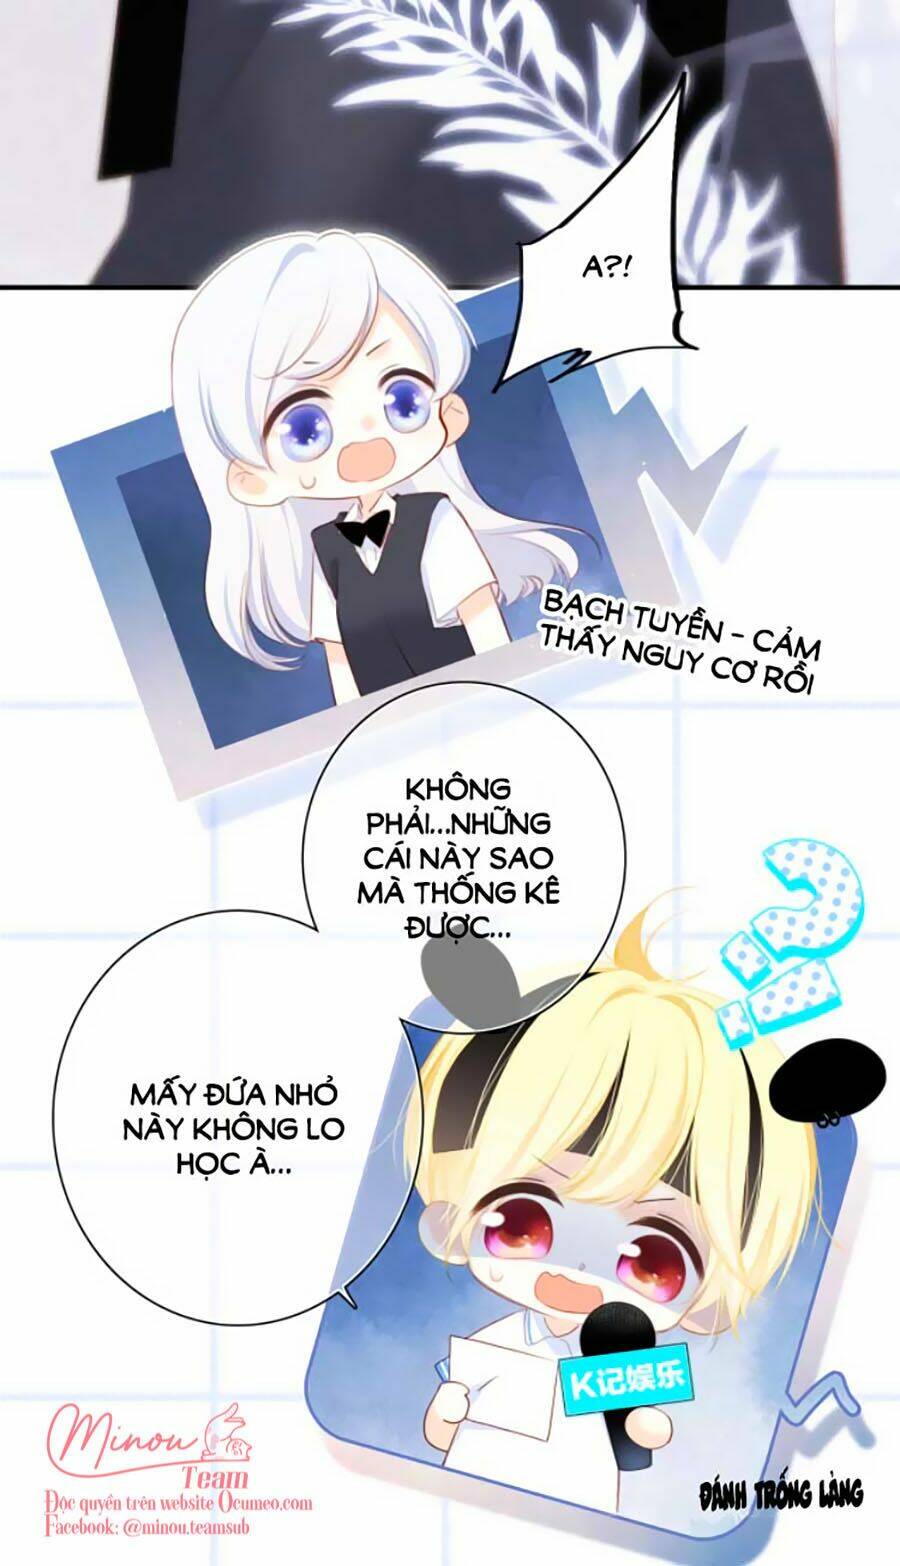 A?!
BẠCH TUYỀN - CẢM
THẤY NGUY CƠ RỒI
KHÔNG
PHẢI...NHỮNG
CÁI NÀY SAO
MÀ THỐNG KÊ
ĐƯỢC...
?!
MẤY ĐỨA NHỎ
NÀY KHÔNG LO
HỌC À...
K记娱乐
ĐÁNH TRỐNG LẢNG
Minou
Team
Độc quyền trên website Ocumeo.com
Facebook: @minou.teamsub